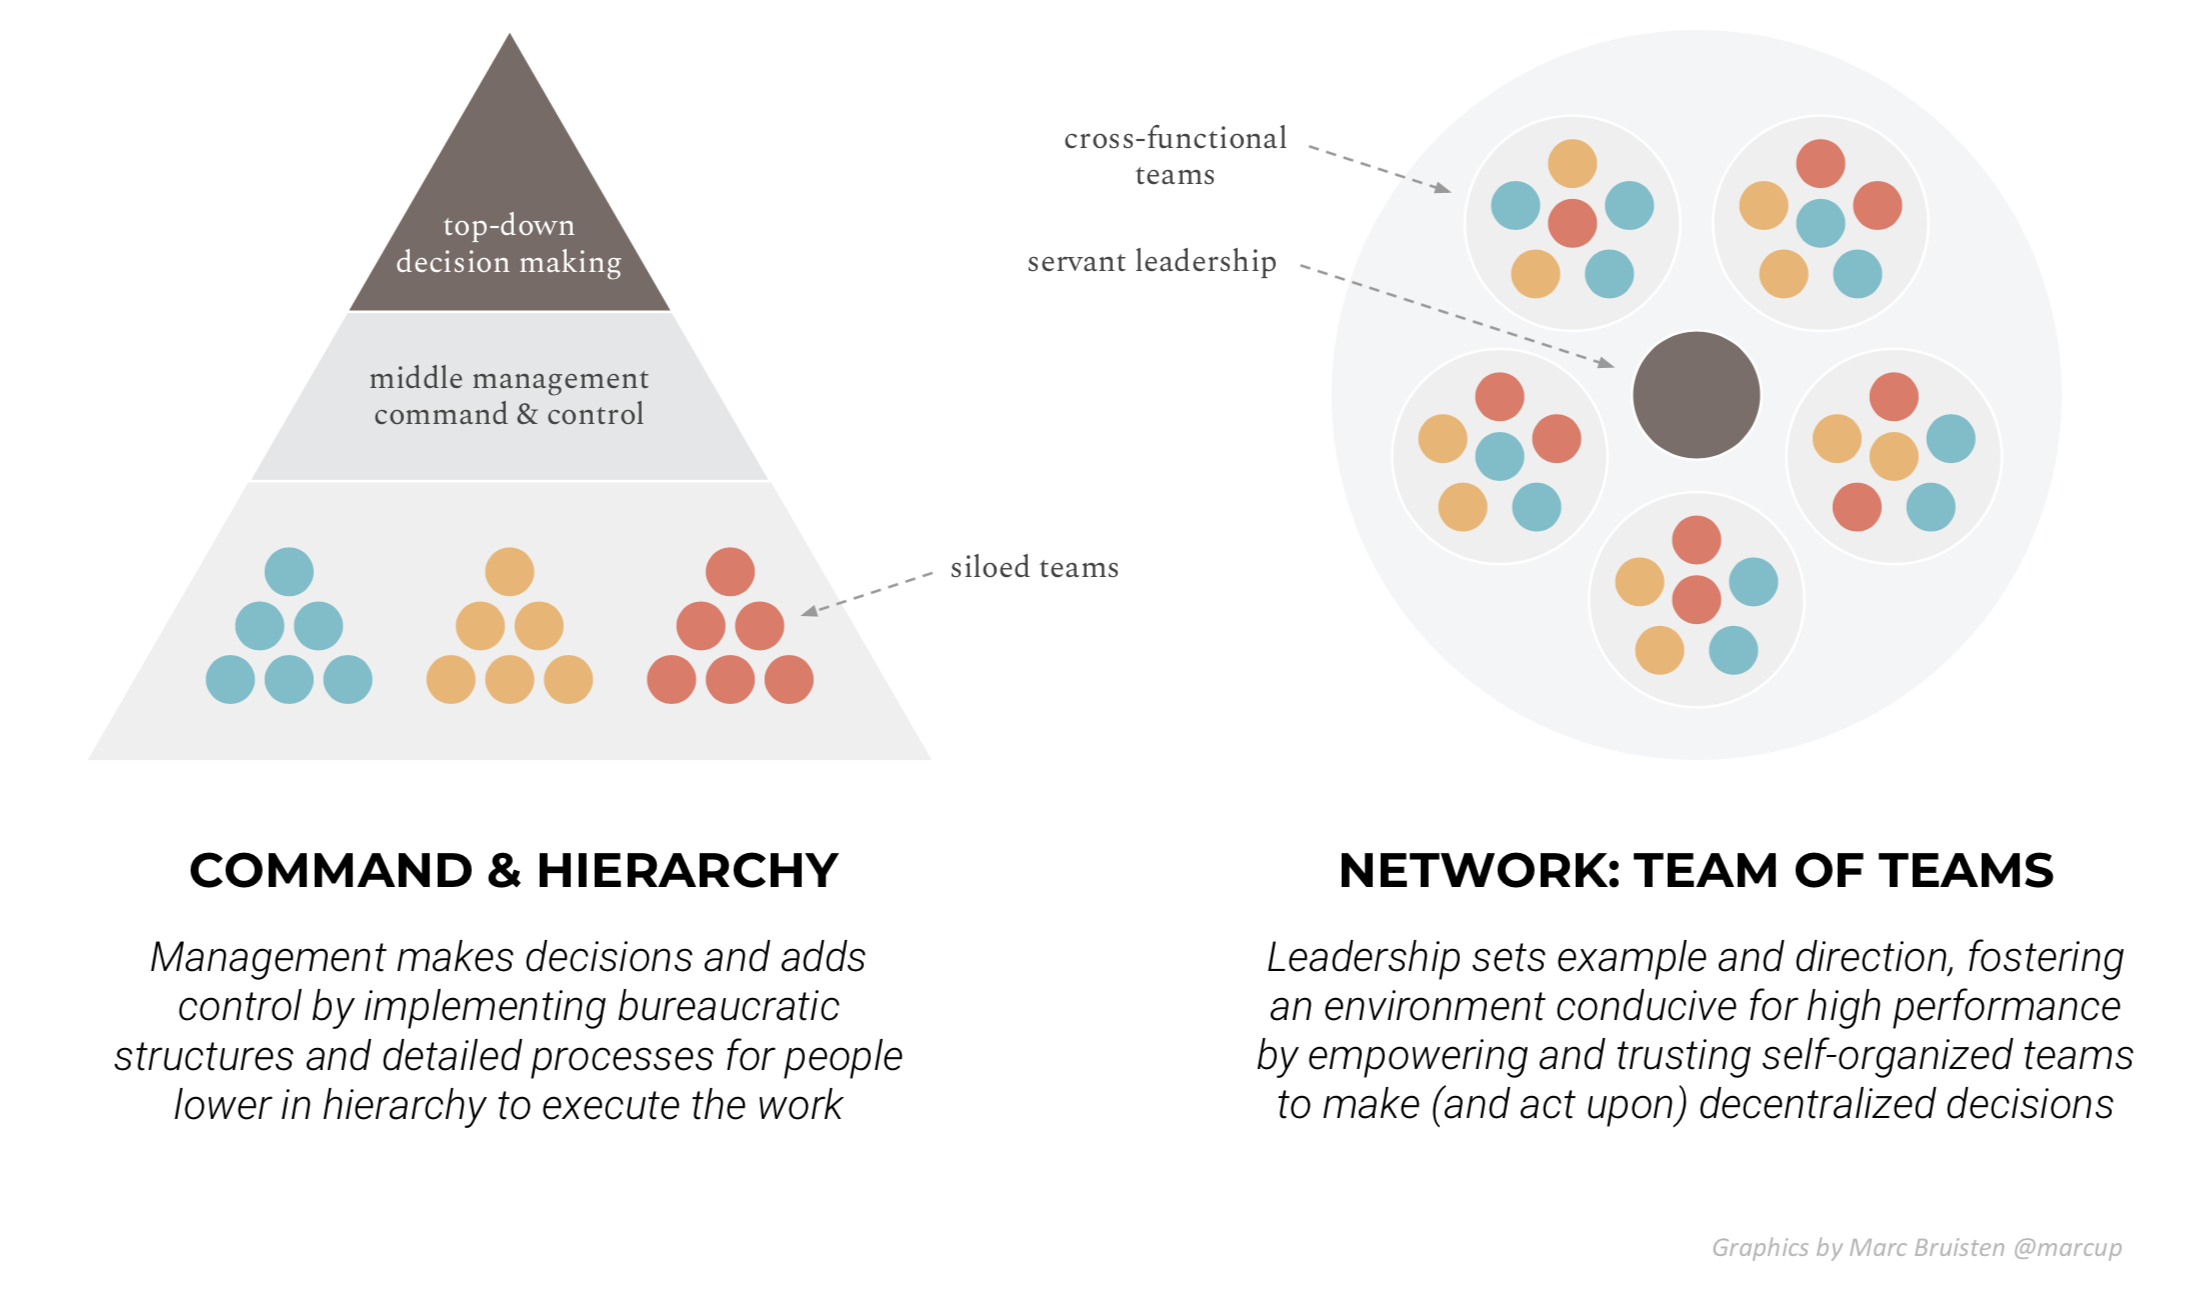 top-down
decision making
middle management
command & control
siloed teams
cross-functional
teams
servant leadership
COMMAND & HIERARCHY
Management makes decisions and adds
control by implementing bureaucratic
structures and detailed processes for people
lower in hierarchy to execute the work
NETWORK: TEAM OF TEAMS
Leadership sets example and direction, fostering
an environment conducive for high performance
by empowering and trusting self-organized teams
to make (and act upon) decentralized decisions
Graphics by Marc Bruisten @marcup